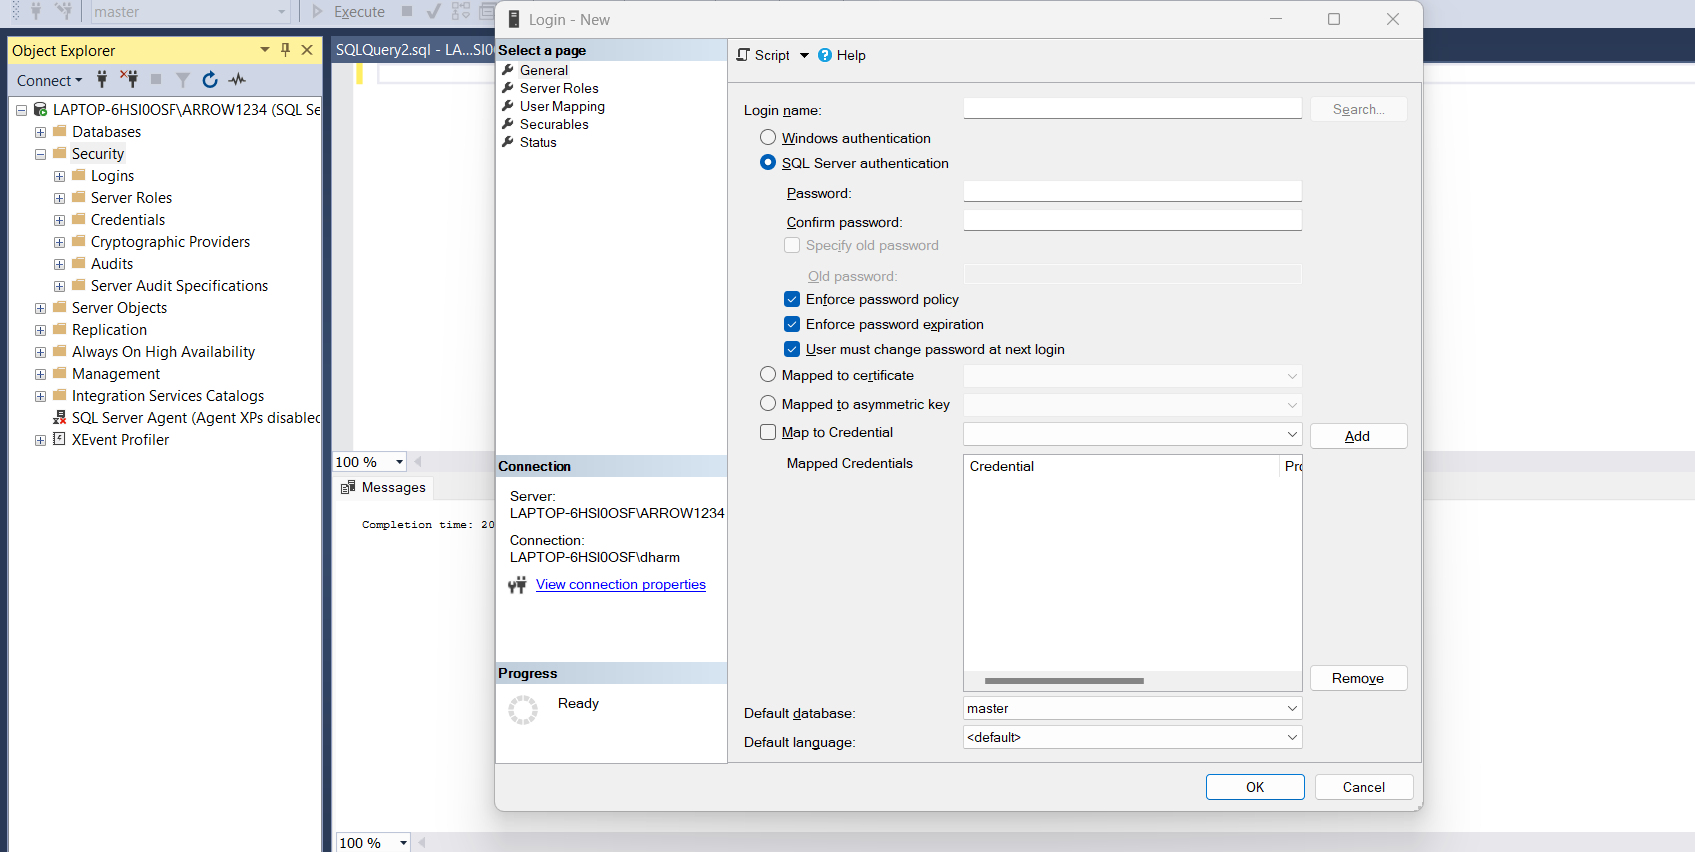 master
Execute
Object Explorer
Connect
LAPTOP-6HSI0OSF\ARROW1234 (SQL Se
Databases
Security
Logins
Server Roles
Credentials
Cryptographic Providers
Audits
Server Audit Specifications
Server Objects
Replication
Always On High Availability
Management
Integration Services Catalogs
SQL Server Agent (Agent XPs disabled
XEvent Profiler
SQLQuery2.sql - LA...SI0
100 %
Messages
Completion time: 20
100 %
Login - New
Select a page
General
Server Roles
User Mapping
Securables
Status
Connection
Server:
LAPTOP-6HSI0OSF\ARROW1234
Connection:
LAPTOP-6HSI0OSF\dharm
View connection properties
Progress
Ready
Script
Help
Login name:
Search...
Windows authentication
SQL Server authentication
Password:
Confirm password:
Specify old password
Old password:
Enforce password policy
Enforce password expiration
User must change password at next login
Mapped to certificate
Mapped to asymmetric key
Map to Credential
Add
Mapped Credentials
Credential
Pro
Remove
Default database:
master
Default language:
<default>
OK
Cancel